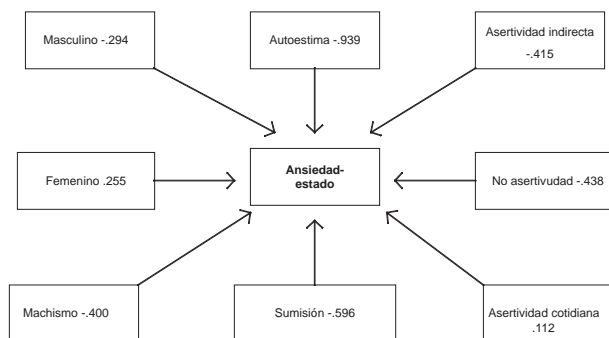 Masculino -.294
Autoestima -.939
Asertividad indirecta
-.415
Femenino .255
Ansiedad-
estado
No asertivudad -.438
Machismo -.400
Sumisión -.596
Asertividad cotidiana
.112